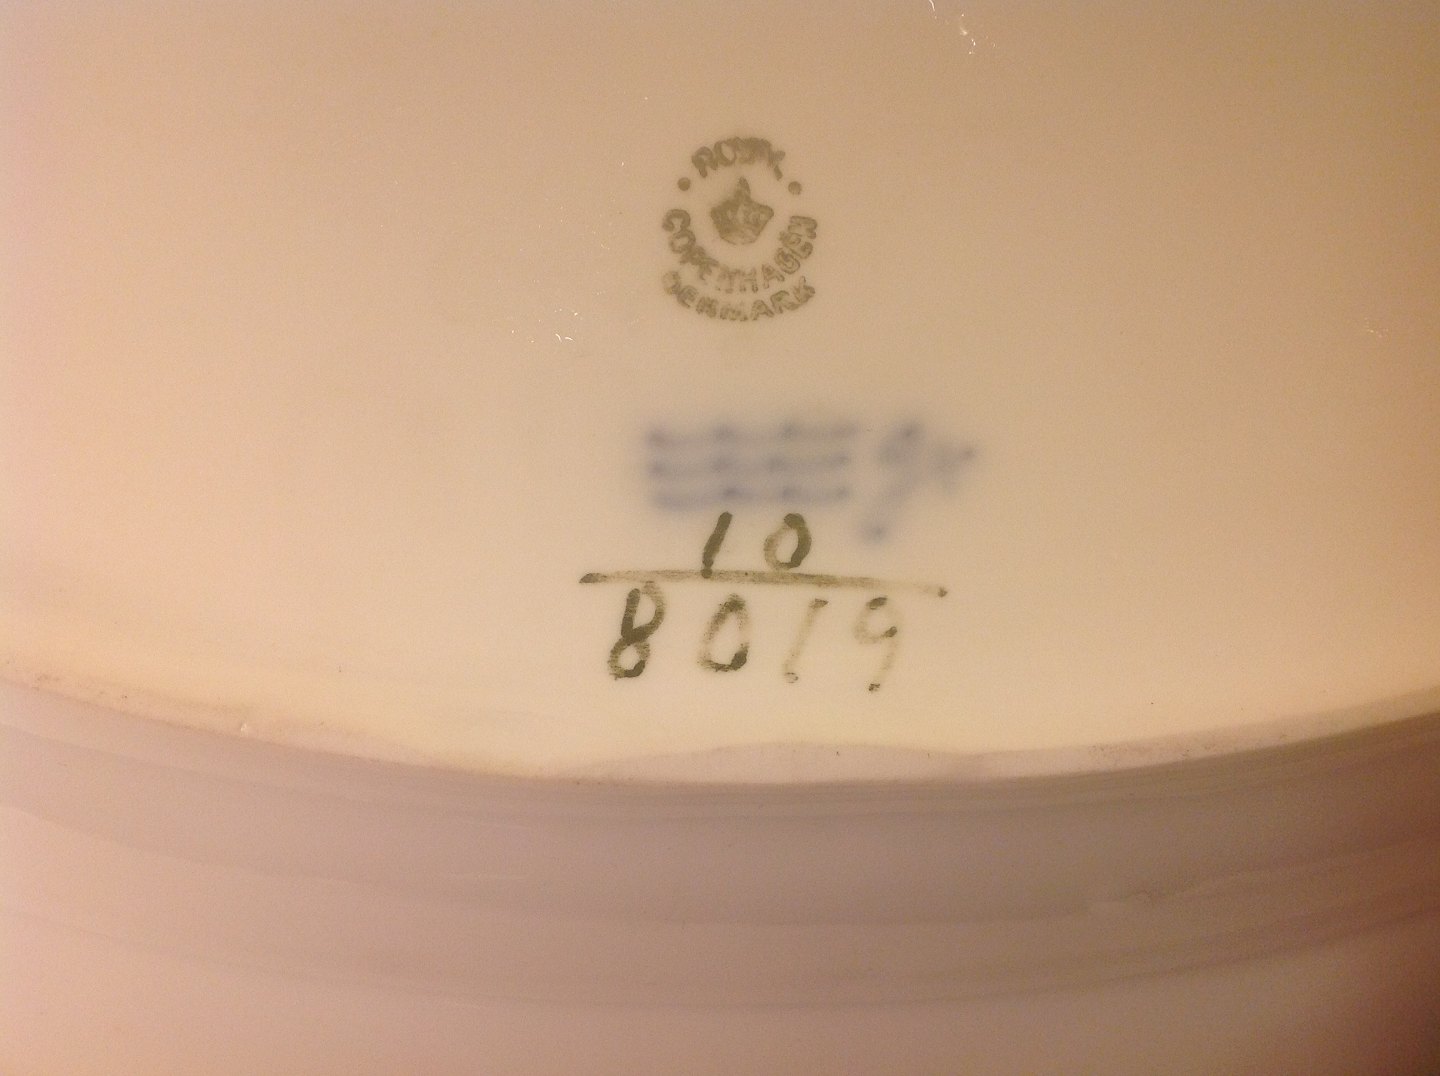 ROYAL
COPENHAGEN
DENMARK
10
8019